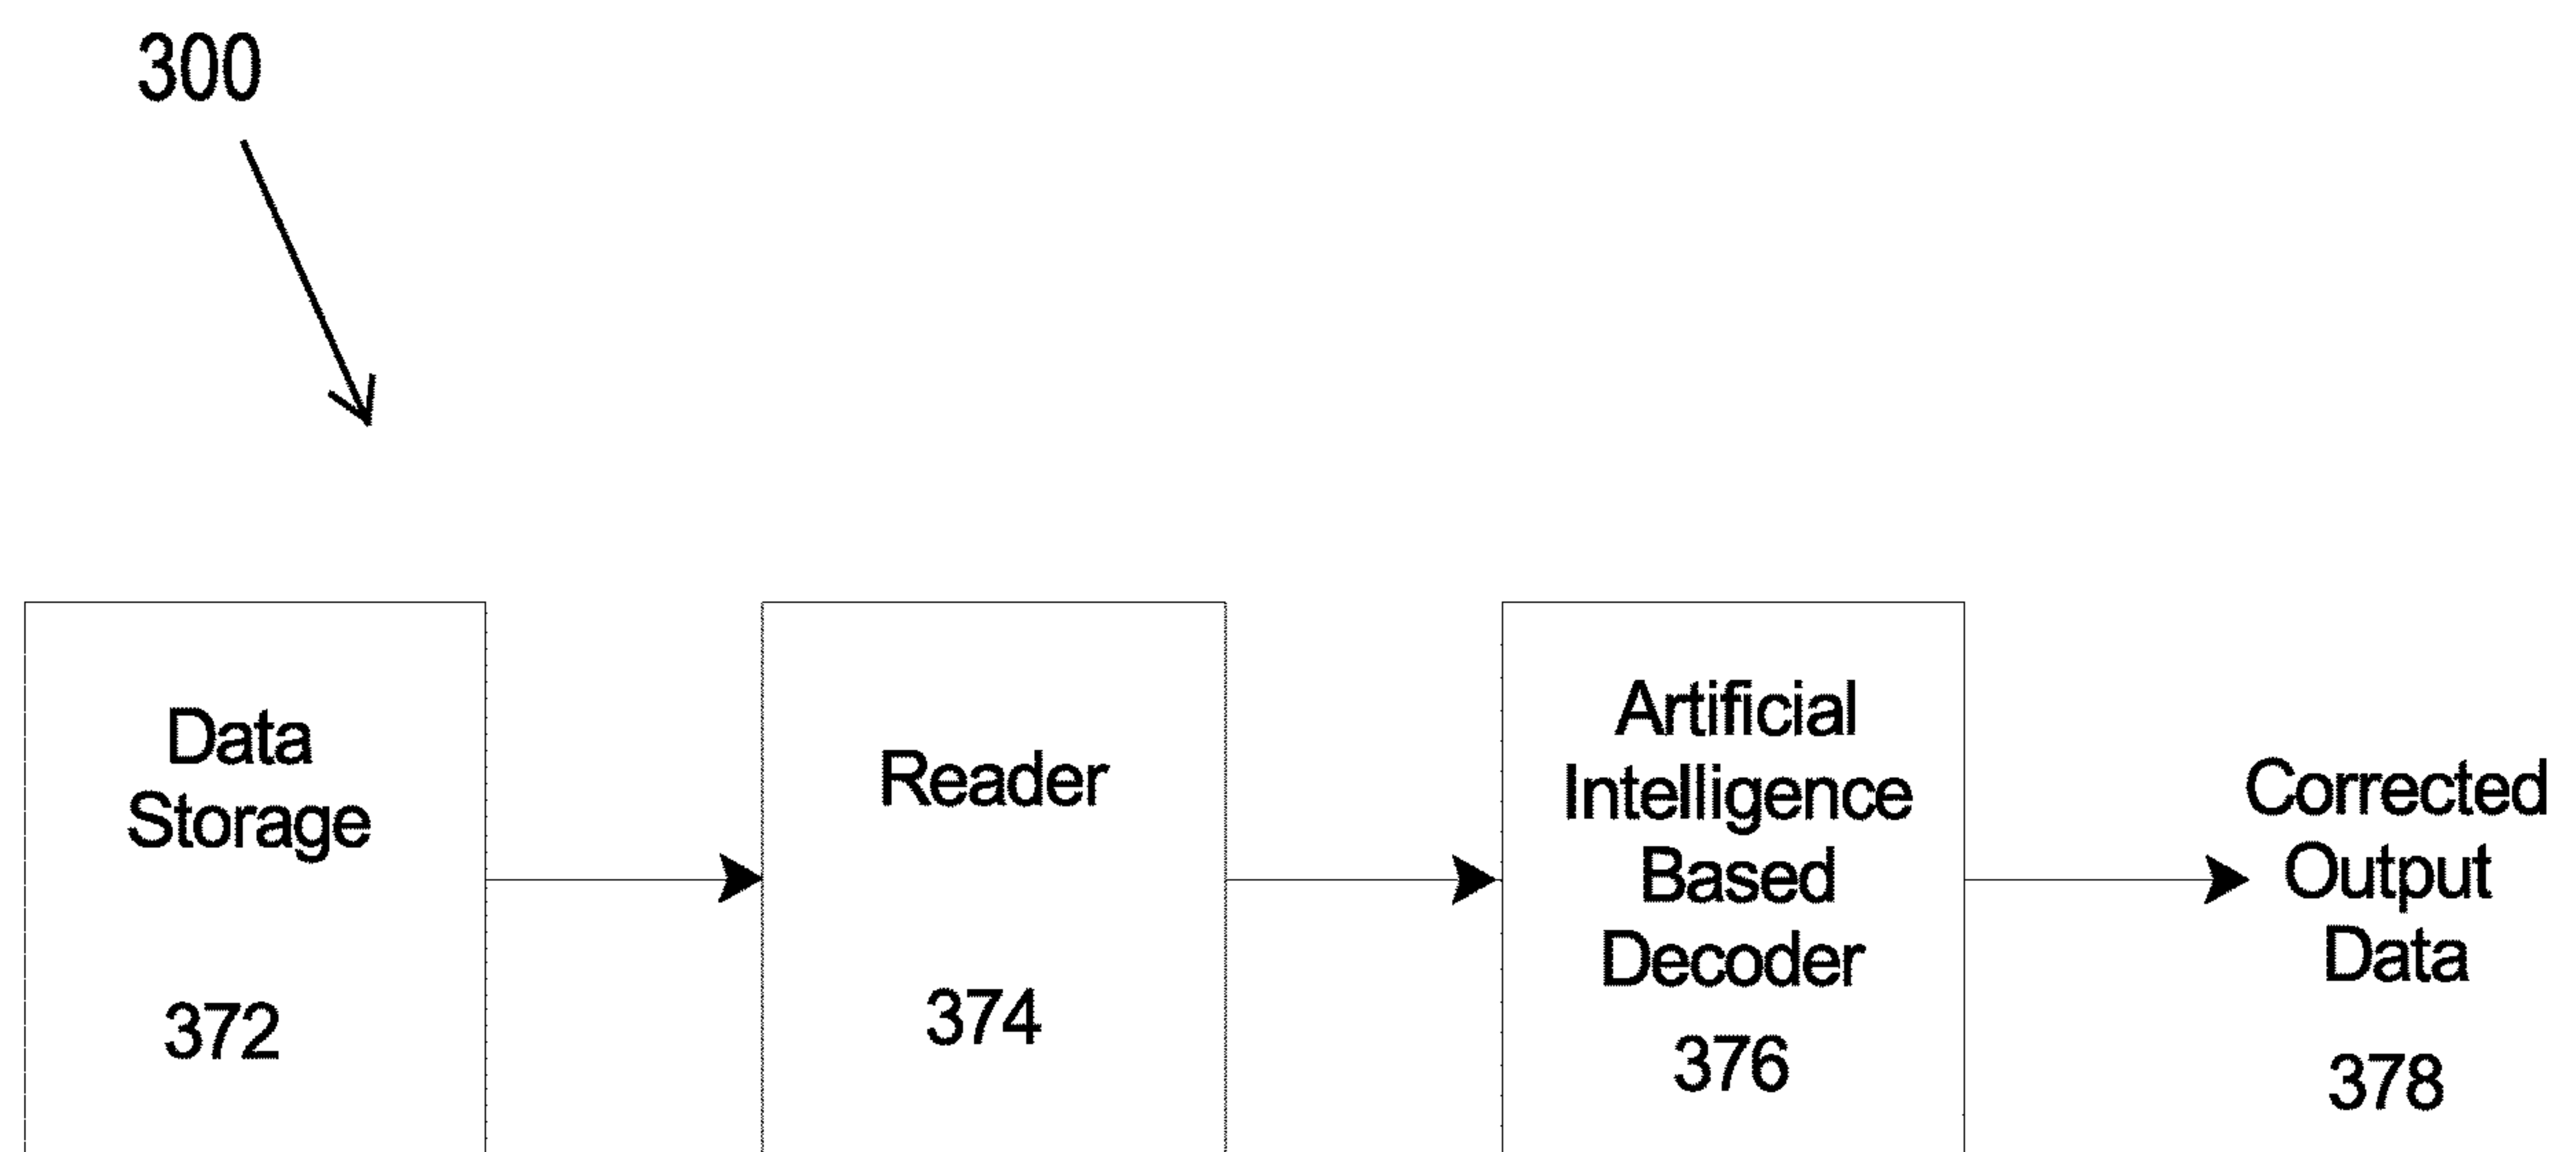 300
Data
Storage
372
Reader
374
Artificial
Intelligence
Based
Decoder
376
Corrected
Output
Data
378